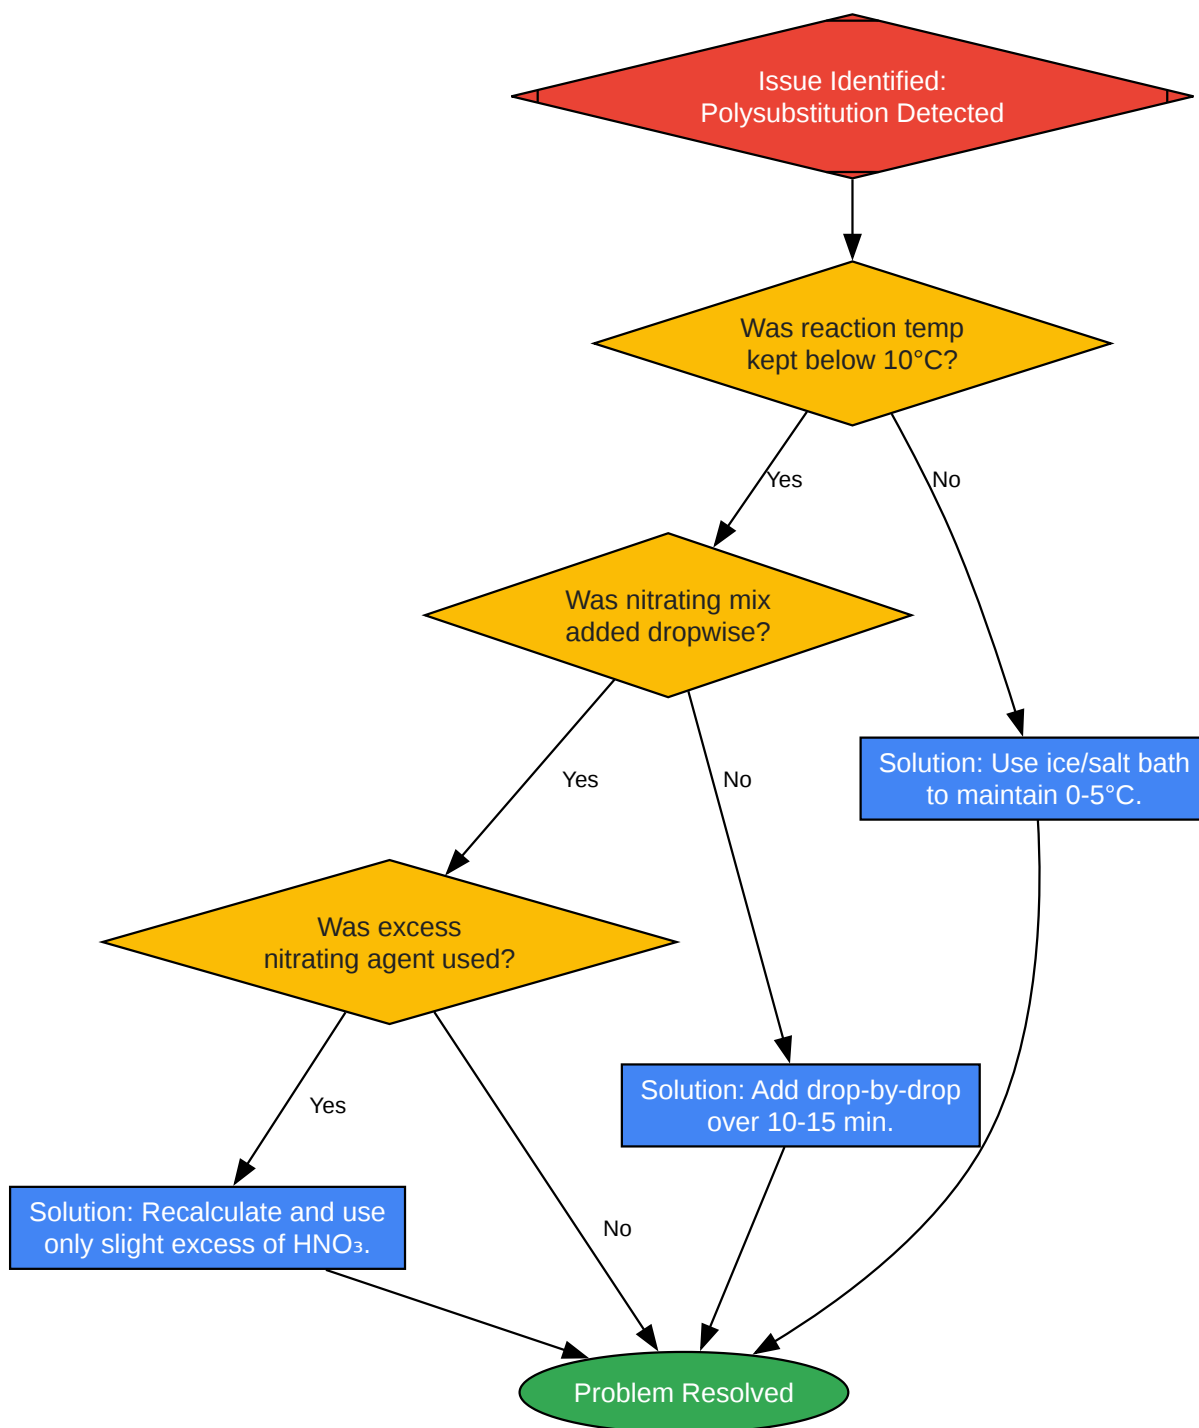 Issue Identified:
Polysubstitution Detected
Was reaction temp
kept below 10°C?
Yes
No
Was nitrating mix
added dropwise?
Solution: Use ice/salt bath
to maintain 0-5°C.
Yes
No
Was excess
nitrating agent used?
Solution: Add drop-by-drop
over 10-15 min.
Yes
Solution: Recalculate and use
only slight excess of HNO₃.
No
Problem Resolved